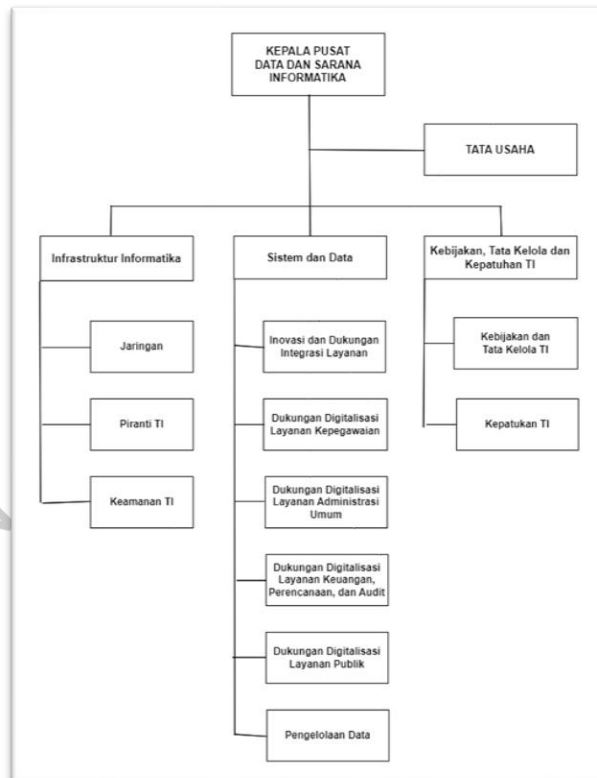 KEPALA PUSAT
DATA DAN SARANA
INFORMATIKA
TATA USAHA
Infrastruktur Informatika
Sistem dan Data
Kebijakan, Tata Kelola dan
Kepatuhan TI
Jaringan
Piranti TI
Keamanan TI
Inovasi dan Dukungan
Integrasi Layanan
Dukungan Digitalisasi
Layanan Kepegawaian
Dukungan Digitalisasi
Layanan Administrasi
Umum
Dukungan Digitalisasi
Layanan Keuangan,
Perencanaan, dan Audit
Dukungan Digitalisasi
Layanan Publik
Pengelolaan Data
Kebijakan dan
Tata Kelola TI
Kepatukan TI